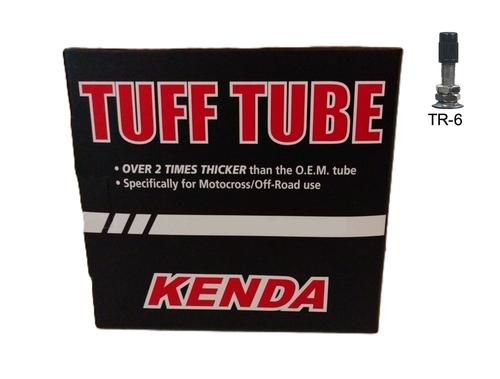 TUFF TUBE
• OVER 2 TIMES THICKER than the O.E.M. tube
• Specifically for Motocross/Off-Road use
KENDA
TR-6